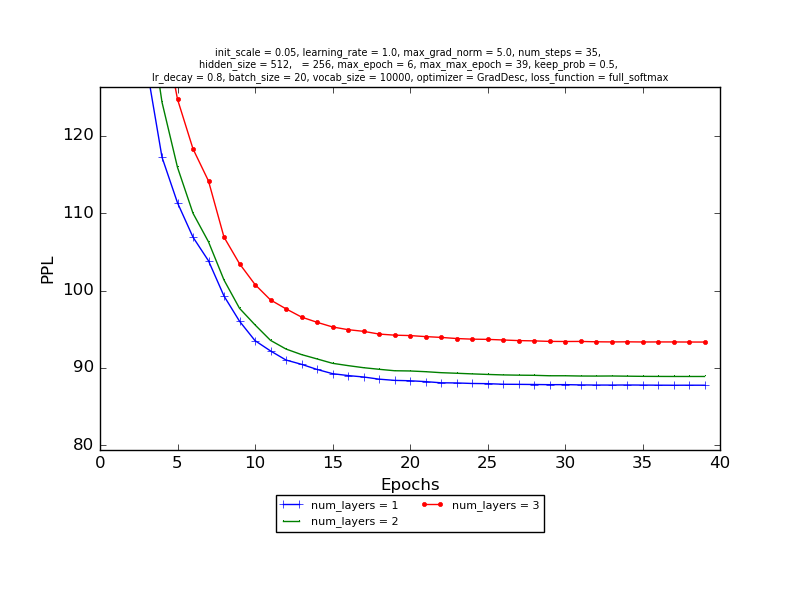 init_scale = 0.05, learning_rate = 1.0, max_grad_norm = 5.0, num_steps = 35,
hidden_size = 512,   = 256, max_epoch = 6, max_max_epoch = 39, keep_prob = 0.5,
lr_decay = 0.8, batch_size = 20, vocab_size = 10000, optimizer = GradDesc, loss_function = full_softmax
120
110
PPL
100
90
80
0 5 10 15 20 25 30 35 40
Epochs
num_layers = 1 num_layers = 3
num_layers = 2